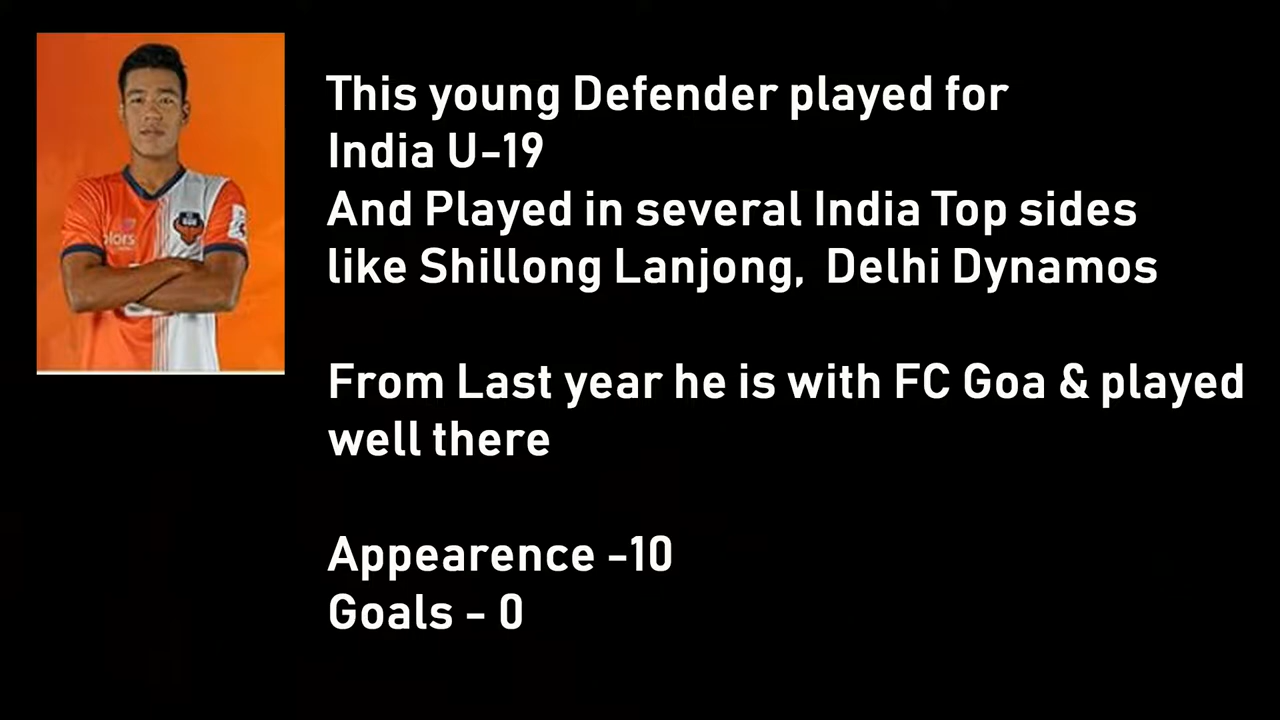 This young Defender played for
India U-19
And Played in several India Top sides
like Shillong Lanjong, Delhi Dynamos
From Last year he is with FC Goa & played
well there
Appearence -10
Goals - 0